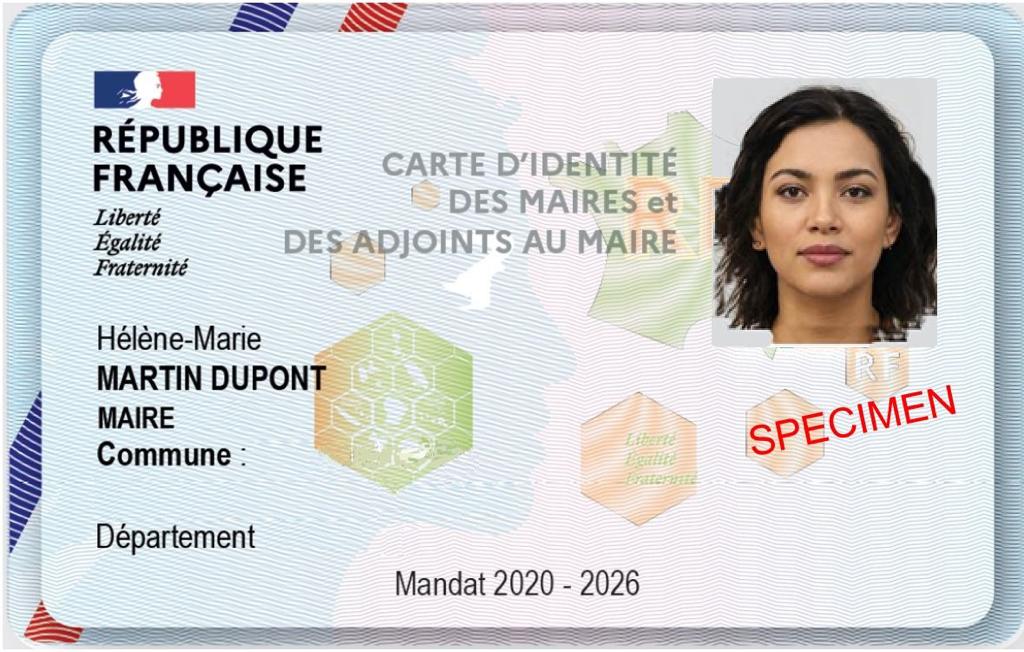 RÉPUBLIQUE
FRANÇAISE
Liberté
Égalité
Fraternité
CARTE D'IDENTITÉ
DES MAIRES et
DES ADJOINTS AU MAIRE
RF
Hélène-Marie
MARTIN DUPONT
MAIRE
Commune :
Département
Liberté
Égalité
Fraternité
RF
SPECIMEN
Mandat 2020 - 2026